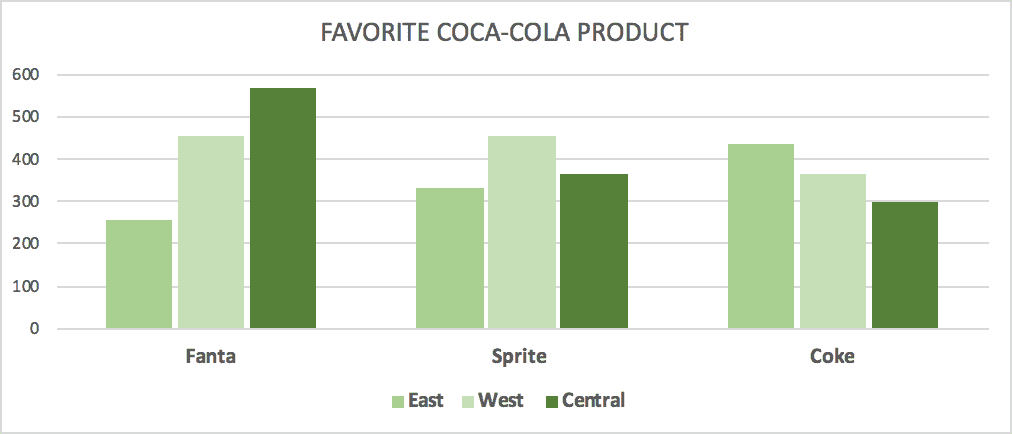 FAVORITE COCA-COLA PRODUCT
600
500
400
300
200
100
0
Fanta Sprite Coke
East West Central